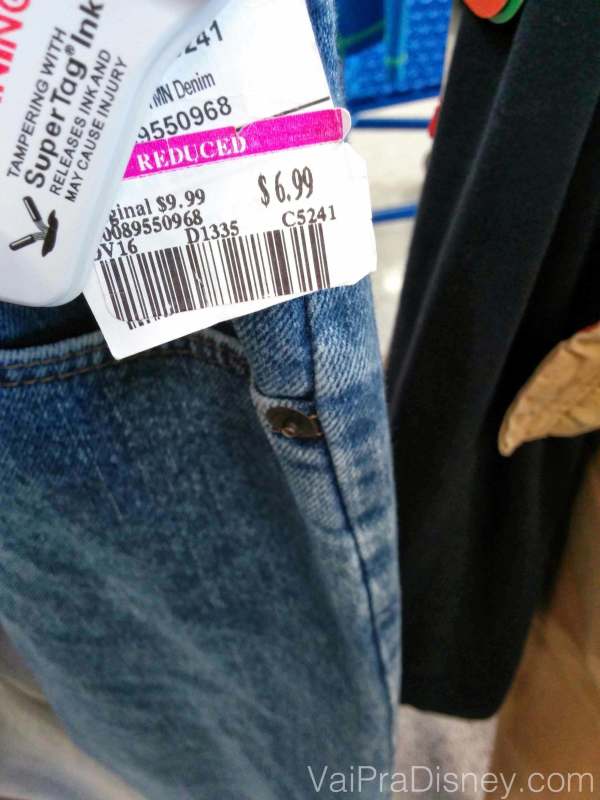 TAMPERING WITH
SuperTag® Ink
RELEASES INK AND
MAY CAUSE INJURY
241
MN Denim
9550968
REDUCED
ginal $9.99 $6.99
0089550968
V16 D1335 C5241
VaiPraDisney.com